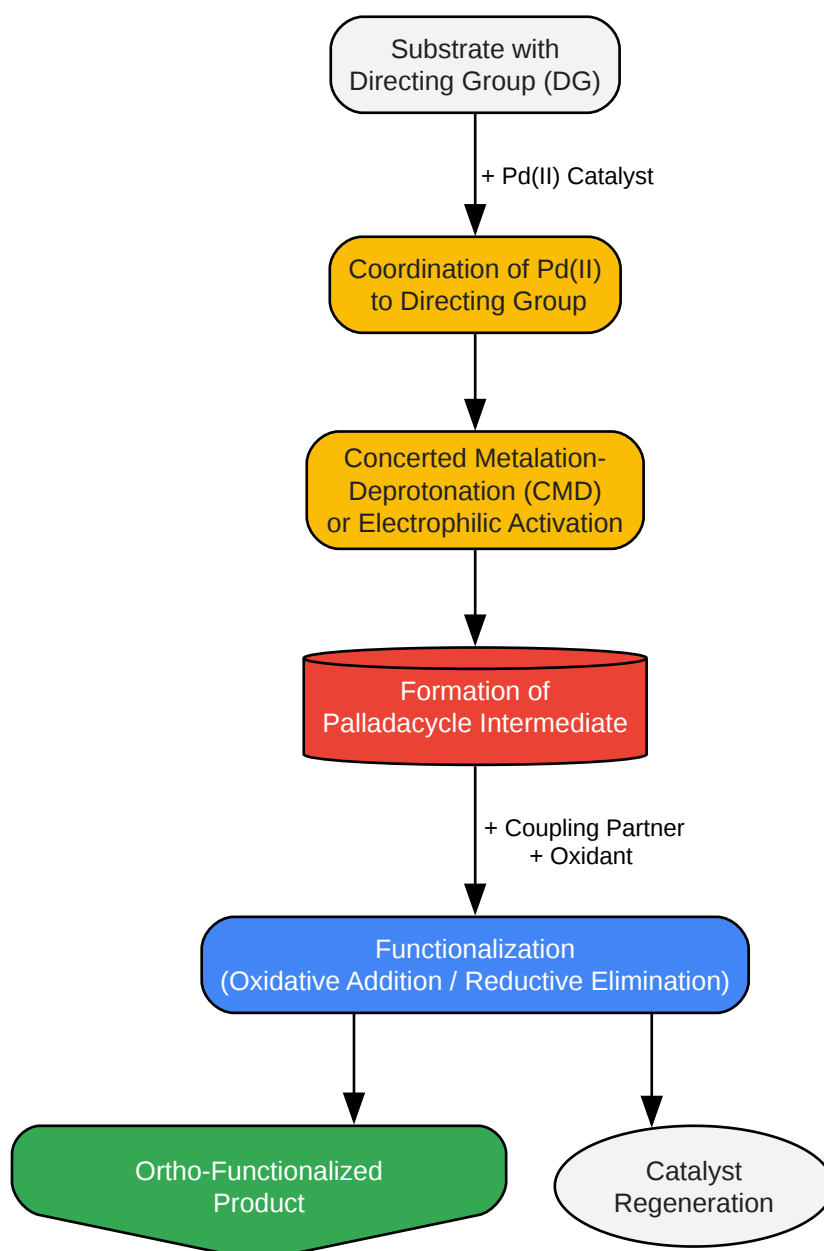 Substrate with
Directing Group (DG)
+ Pd(II) Catalyst
Coordination of Pd(II)
to Directing Group
Concerted Metalation-
Deprotonation (CMD)
or Electrophilic Activation
Formation of
Palladacycle Intermediate
+ Coupling Partner
+ Oxidant
Functionalization
(Oxidative Addition / Reductive Elimination)
Ortho-Functionalized
Product
Catalyst
Regeneration